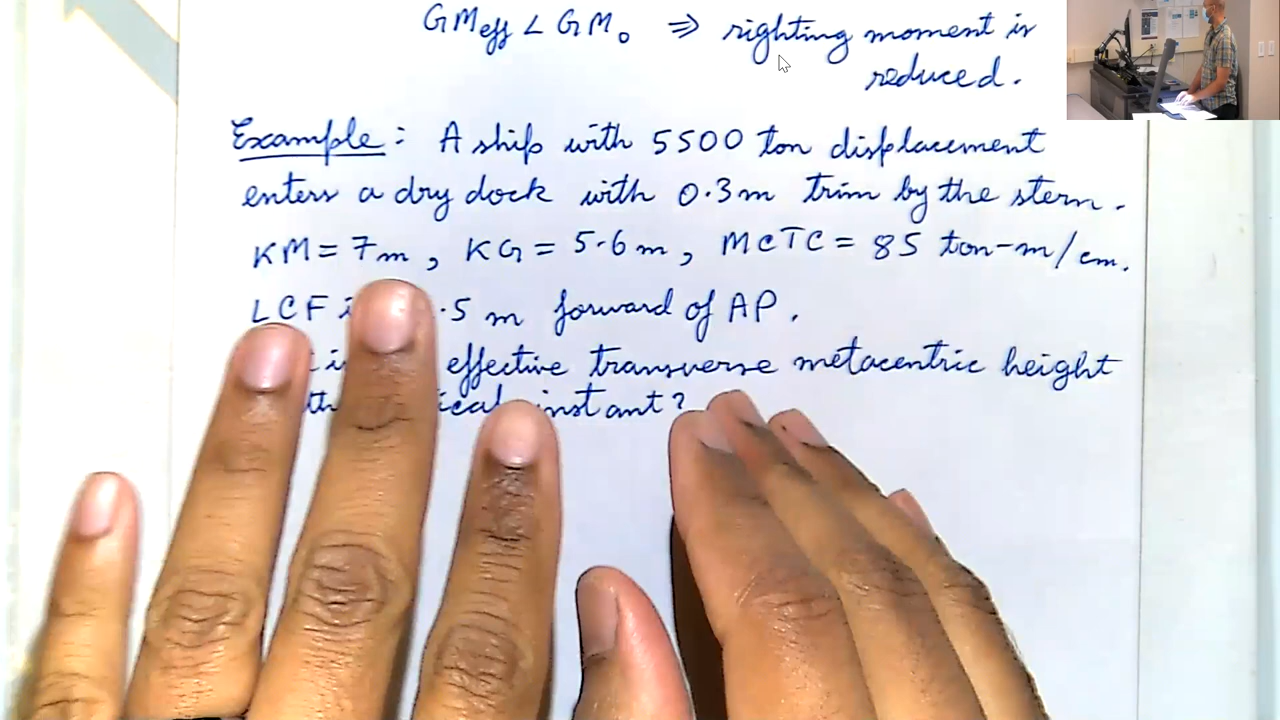 GMeff < GM₀ ⇒ righting moment is
reduced.
Example: A ship with 5500 ton displacement
enters a dry dock with 0.3m trim by the stern.
KM = 7m, KG = 5.6m, MCTC = 85 ton-m/cm.
LCF .5 m forward of AP.
effective transverse metacentric height
instant?